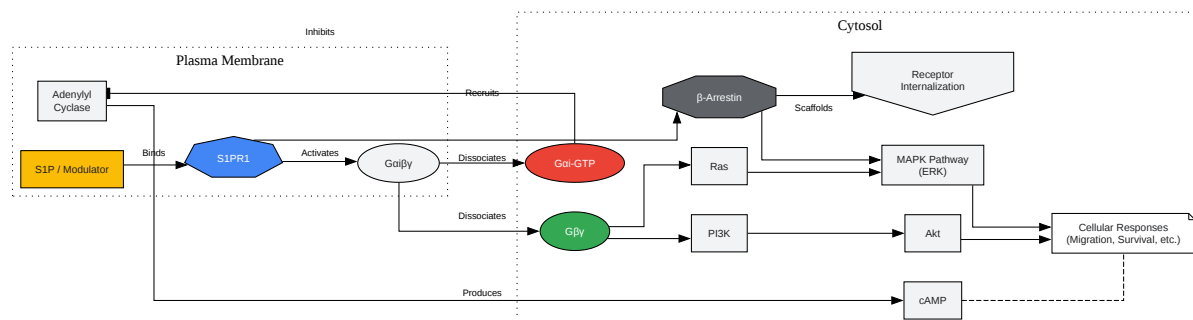 Inhibits
Cytosol
Plasma Membrane
Adenylyl
Cyclase
Recruits
β-Arrestin
Scaffolds
Receptor
Internalization
S1P / Modulator
Binds
S1PR1
Activates
Gαiβγ
Dissociates
Gαi-GTP
Ras
MAPK Pathway
(ERK)
Dissociates
Gβγ
PI3K
Akt
Cellular Responses
(Migration, Survival, etc.)
Produces
cAMP